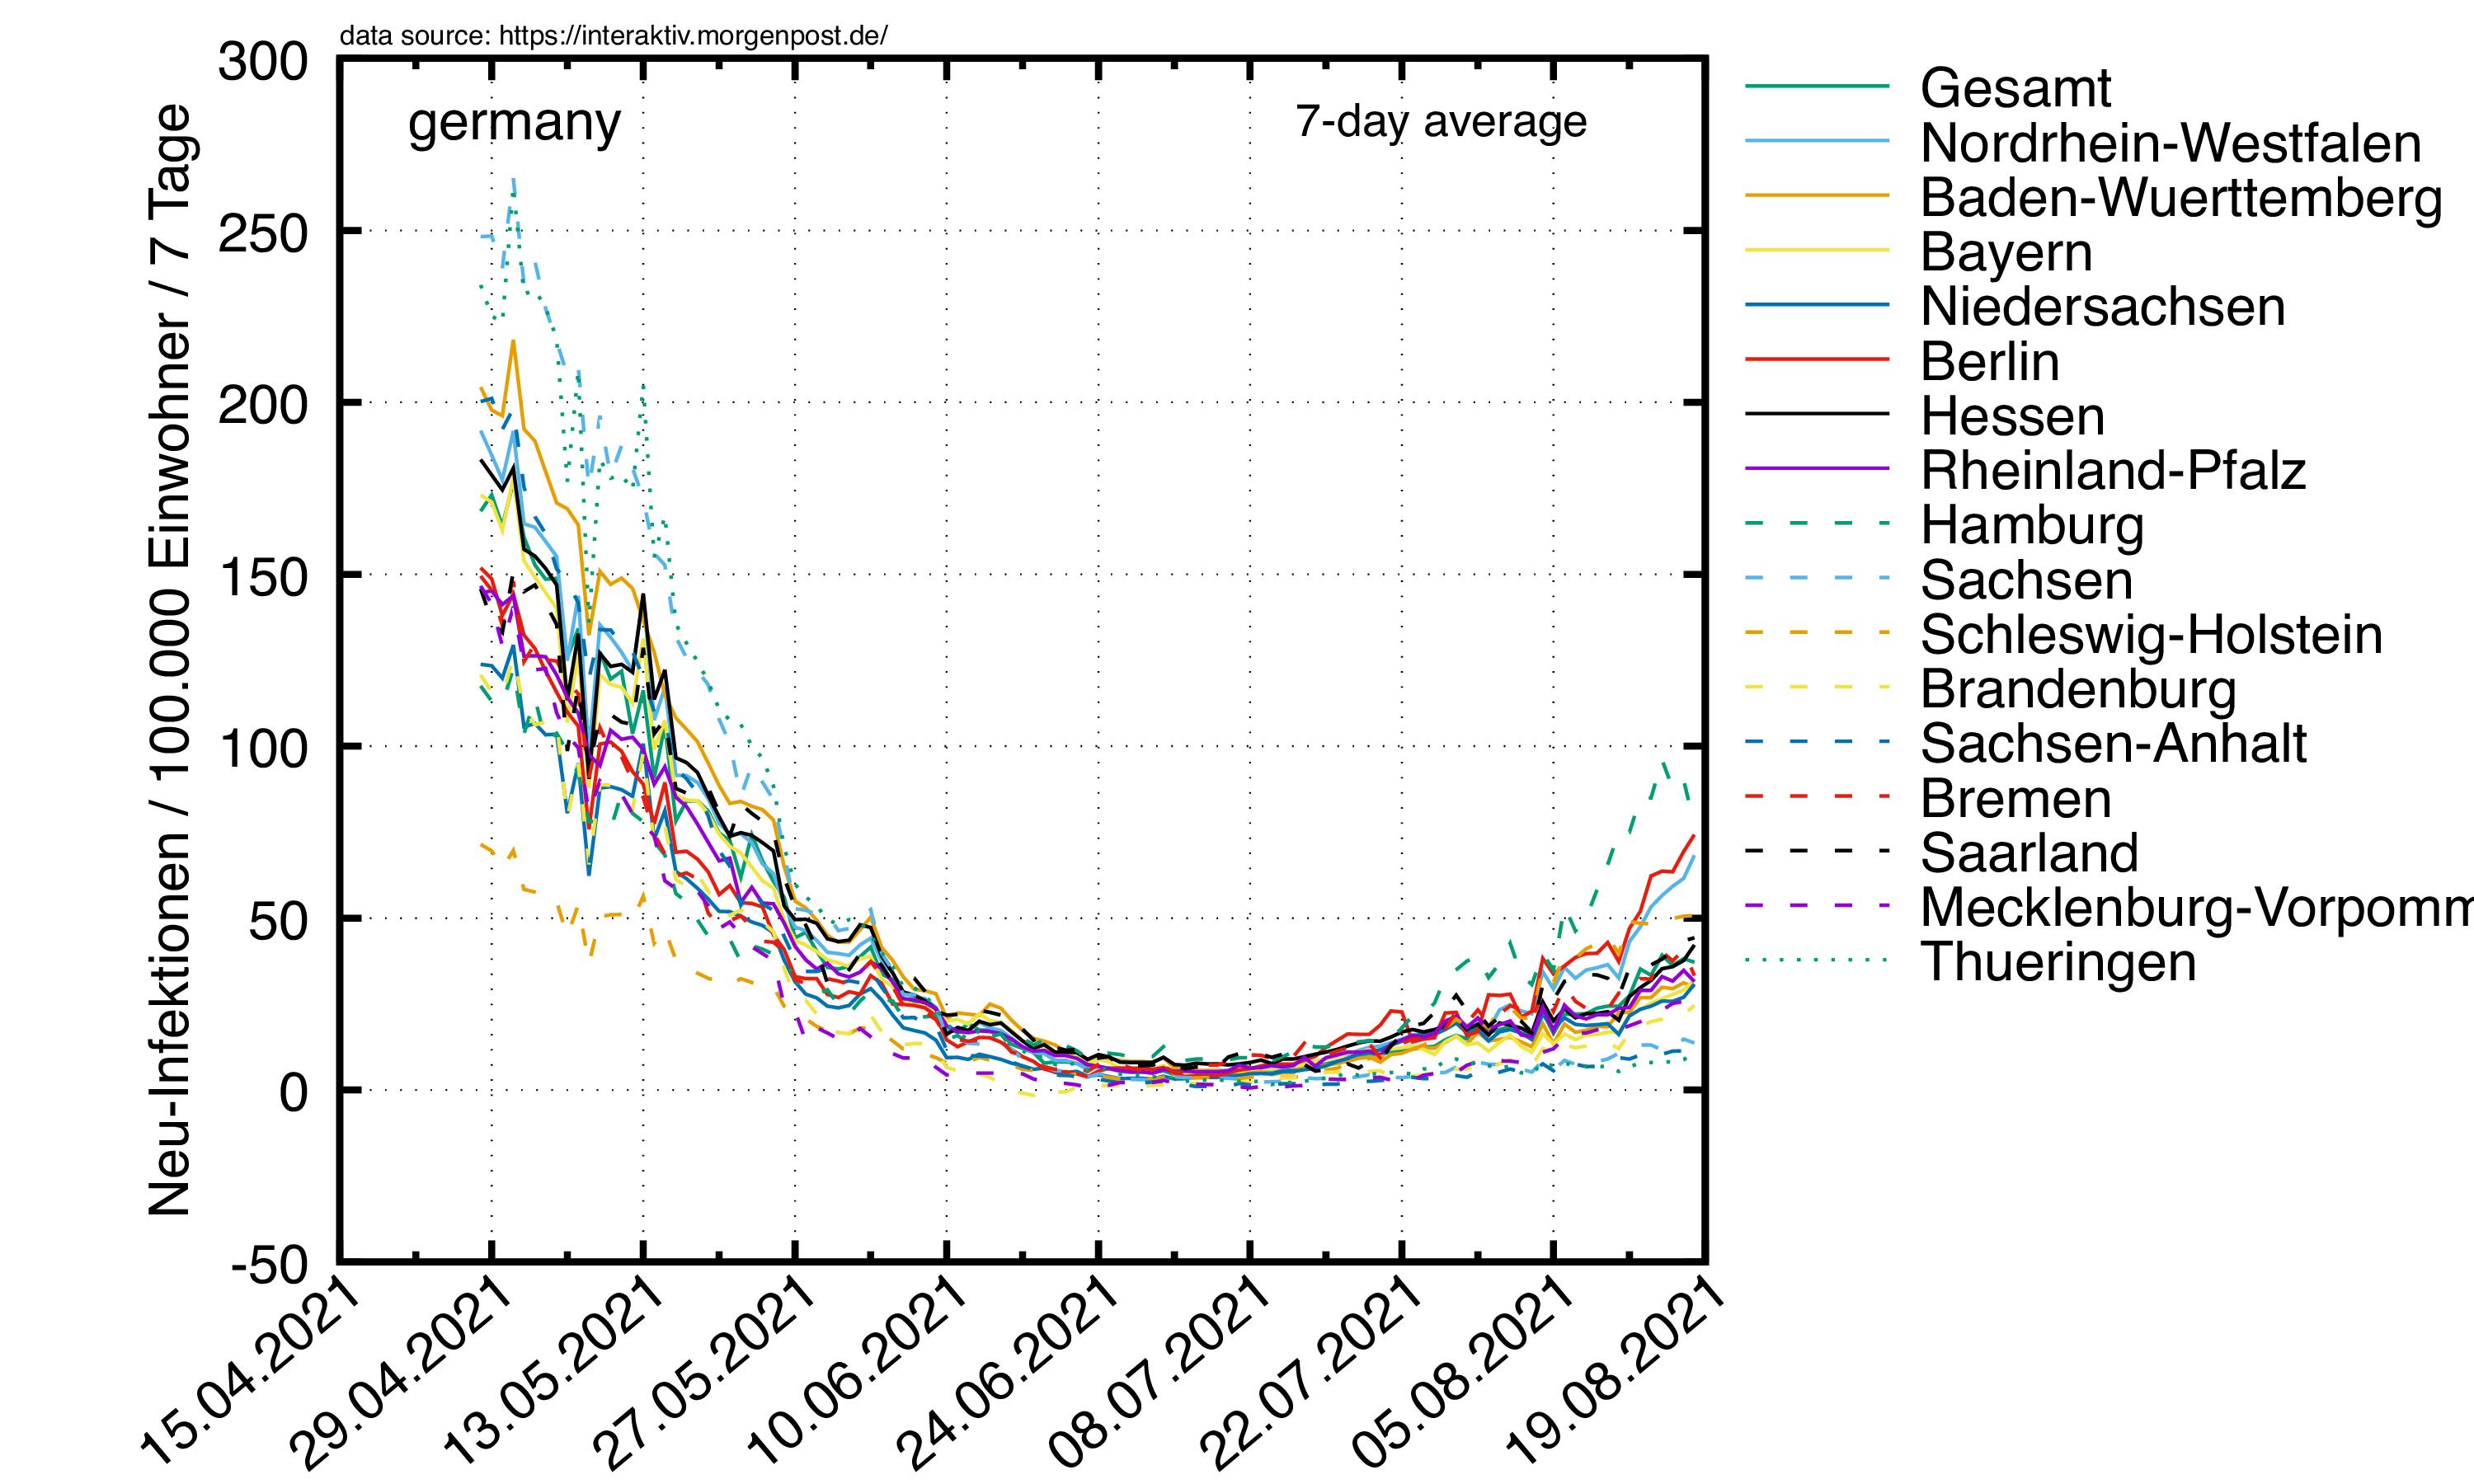 data source: https://interaktiv.morgenpost.de/
germany
7-day average
Neu-Infektionen / 100.000 Einwohner / 7 Tage
300
250
200
150
100
50
0
-50
15.04.2021
29.04.2021
13.05.2021
27.05.2021
10.06.2021
24.06.2021
08.07.2021
22.07.2021
05.08.2021
19.08.2021
Gesamt
Nordrhein-Westfalen
Baden-Wuerttemberg
Bayern
Niedersachsen
Berlin
Hessen
Rheinland-Pfalz
Hamburg
Sachsen
Schleswig-Holstein
Brandenburg
Sachsen-Anhalt
Bremen
Saarland
Mecklenburg-Vorpomm
Thueringen